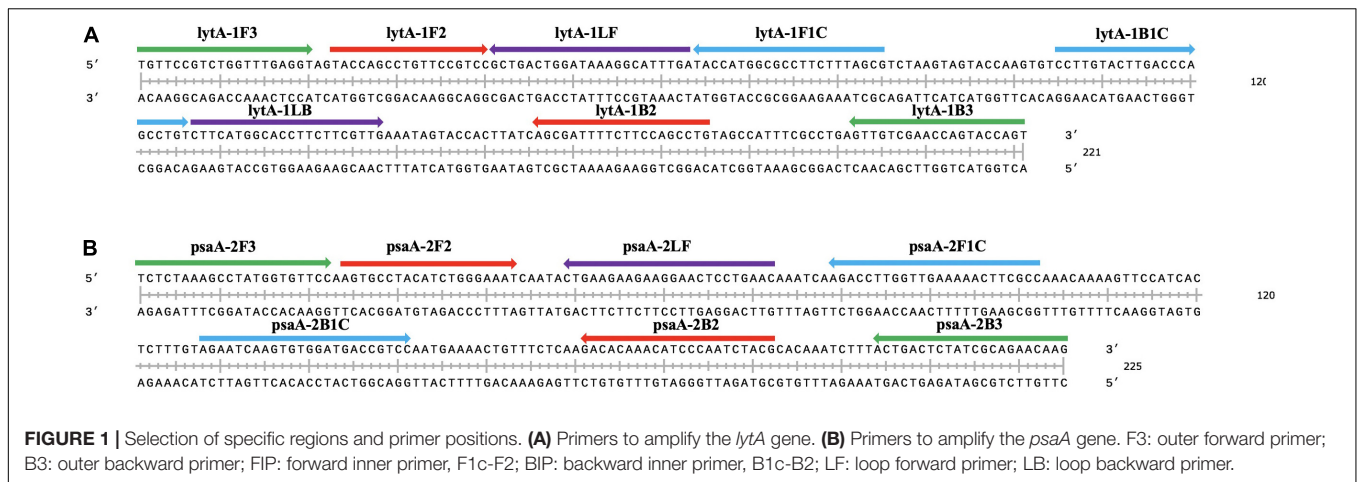 A
lytA-1F3 lytA-1F2 lytA-1LF lytA-1F1C lytA-1B1C
5′ TGTTCCGTCTGGTTTGAGGTAGTACCAGCCTGTTCCGTCCGCTGACTGGATAAAGGCATTTGATACCATGGCGCCTTCTTTAGCGTCTAAGTAGTACCAAGTGTCCTTGTACTTGACCCA
120
3′ ACAAGGCAGACCAAACTCCATCATGGTCGGACAAGGCAGGCGACTGACCTATTTCCGTAAACTATGGTACCGCGGAAGAAATCGCAGATTCATCATGGTTCACAGGAACATGAACTGGGT
lytA-1LB lytA-1B2 lytA-1B3
GCCTGTCTTCATGGCACCTTCTTCGTTGAAATAGTACCACTTATCAGCGATTTTCTTCCAGCCTGTAGCCATTTCGCCTGAGTTGTCGAACCAGTACCAGT 3′
221
CGGACAGAAGTACCGTGGAAGAAGCAACTTTATCATGGTGAATAGTCGCTAAAAGAAGGTCGGACATCGGTAAAGCGGACTCAACAGCTTGGTCATGGTCA 5′
B
psaA-2F3 psaA-2F2 psaA-2LF psaA-2F1C
5′ TCTCTAAAGCCTATGGTGTTCCAAGTGCCTACATCTGGGAAATCAATACTGAAGAAGAAGGAACTCCTGAACAAATCAAGACCTTGGTTGAAAAACTTCGCCAAACAAAAGTTCCATCAC
120
3′ AGAGATTTCGGATACCACAAGGTTCACGGATGTAGACCCTTTAGTTATGACTTCTTCTTCCTTGAGGACTTGTTTAGTTCTGGAACCAACTTTTTGAAGCGGTTTGTTTTCAAGGTAGTG
psaA-2B1C psaA-2B2 psaA-2B3
TCTTTGTAGAATCAAGTGTGGATGACCGTCCAATGAAAACTGTTTCTCAAGACACAAACATCCCAATCTACGCACAAATCTTTACTGACTCTATCGCAGAACAAG 3′
225
AGAAACATCTTAGTTCACACCTACTGGCAGGTTACTTTTGACAAAGAGTTCTGTGTTTGTAGGGTTAGATGCGTGTTTAGAAATGACTGAGATAGCGTCTTGTTC 5′
FIGURE 1 | Selection of specific regions and primer positions. (A) Primers to amplify the lytA gene. (B) Primers to amplify the psaA gene. F3: outer forward primer;
B3: outer backward primer; FIP: forward inner primer, F1c-F2; BIP: backward inner primer, B1c-B2; LF: loop forward primer; LB: loop backward primer.